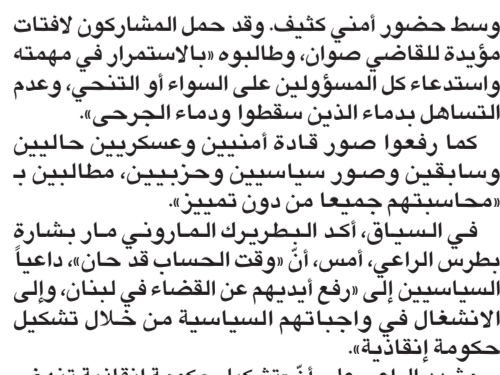 وسط حضور أمني كثيف. وقد حمل المشاركون لافتات
مؤيدة للقاضي صوان، وطالبوه «بالاستمرار في مهمته
واستدعاء كل المسؤولين على السواء أو التنحي، وعدم
التساهل بدماء الذين سقطوا ودماء الجرحى».
كما رفعوا صور قادة أمنيين وعسكريين حاليين
وسابقين وصور سياسيين وحزبيين، مطالبين بـ
«محاسبتهم جميعا من دون تمييز».
في السياق، أكد البطريرك الماروني مار بشارة
بطرس الراعي، أمس، أنّ «وقت الحساب قد حان»، داعياً
السياسيين إلى «رفع أيديهم عن القضاء في لبنان، وإلى
الانشغال في واجباتهم السياسية من خلال تشكيل
حكومة إنقاذية».